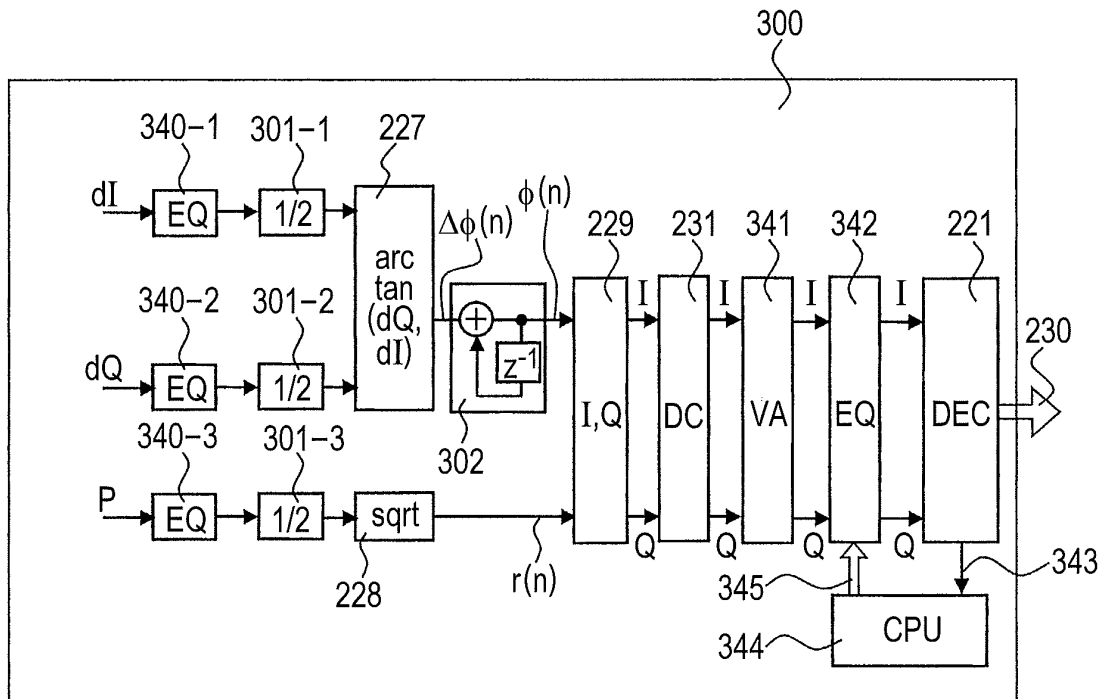 300
340-1
301-1
227
dI
EQ
1/2
Δϕ(n)
ϕ(n)
229
231
341
342
221
arc
tan
(dQ,
dI)
I
I
I
I
340-2
301-2
+
z⁻¹
230
dQ
EQ
1/2
302
I,Q
DC
VA
EQ
DEC
340-3
301-3
P
EQ
1/2
sqrt
228
r(n)
Q
Q
Q
Q
345
343
344
CPU